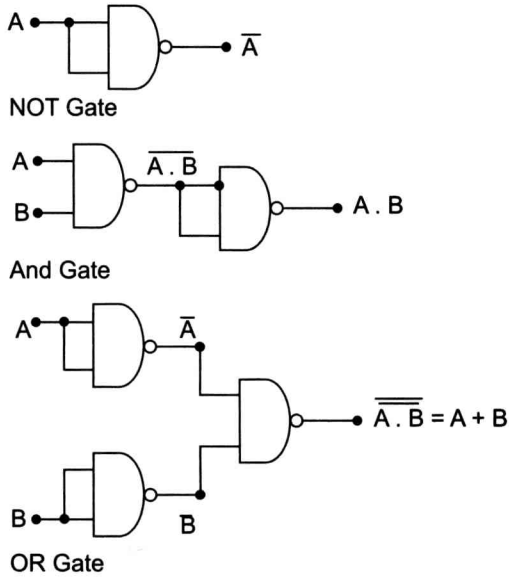 A A̅
NOT Gate
A A̅ ̅.̅ ̅B̅ A . B
B
And Gate
A A̅
A̿ ̿.̿ ̿B̿ = A + B
B B̅
OR Gate